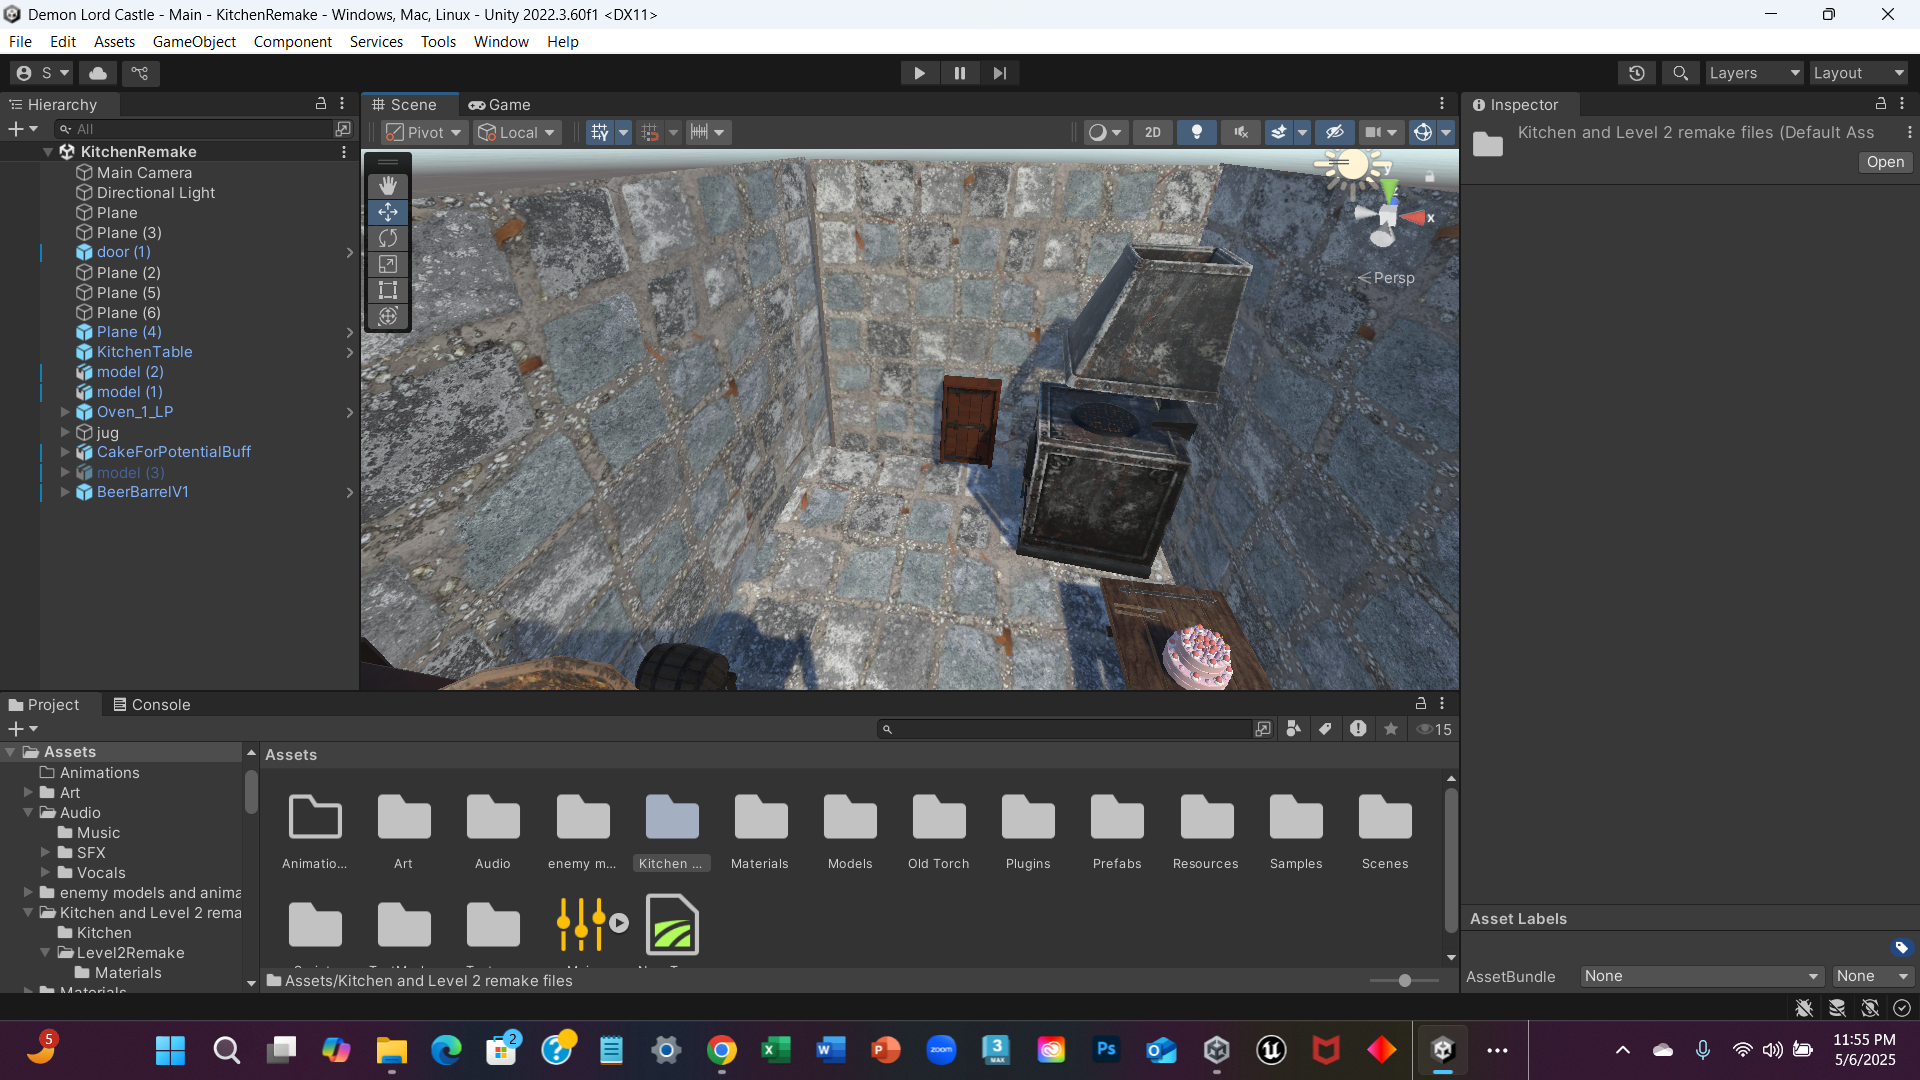 Demon Lord Castle - Main - KitchenRemake - Windows, Mac, Linux - Unity 2022.3.60f1 <DX11>
File Edit Assets GameObject Component Services Tools Window Help
S Layers Layout
Hierarchy
All
KitchenRemake
Main Camera
Directional Light
Plane
Plane (3)
door (1)
Plane (2)
Plane (5)
Plane (6)
Plane (4)
KitchenTable
model (2)
model (1)
Oven_1_LP
jug
CakeForPotentialBuff
model (3)
BeerBarrelV1
Scene Game
Pivot Local 2D
y
x
Persp
Inspector
Kitchen and Level 2 remake files (Default Ass
Open
Project Console
15
Assets
Animations
Art
Audio
Music
SFX
Vocals
enemy models and anima
Kitchen and Level 2 rema
Kitchen
Level2Remake
Materials
Materials
Assets
Animatio... Art Audio enemy m... Kitchen ... Materials Models Old Torch Plugins Prefabs Resources Samples Scenes
Assets/Kitchen and Level 2 remake files
Asset Labels
AssetBundle None None
5
2
zoom
3
MAX
Ps
11:55 PM
5/6/2025